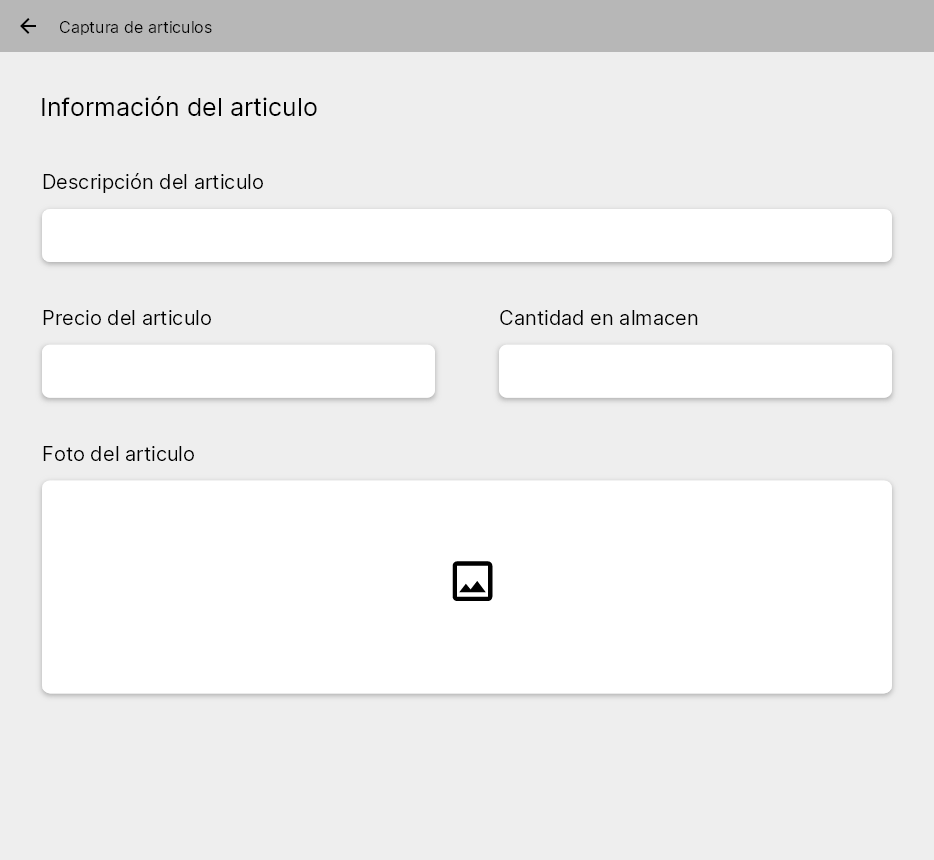 Captura de articulos
Información del articulo
Descripción del articulo
Precio del articulo
Cantidad en almacen
Foto del articulo